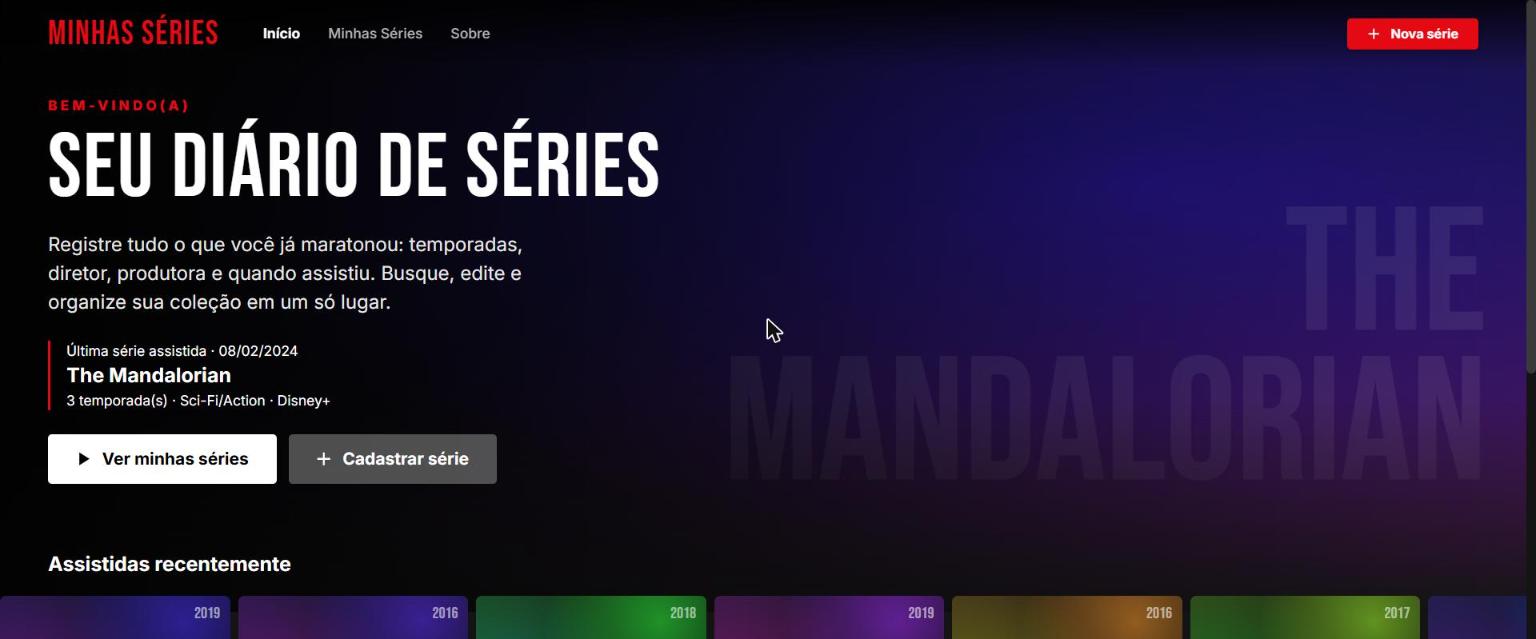 MINHAS SÉRIES
Início
Minhas Séries
Sobre
+ Nova série
BEM-VINDO(A)
SEU DIÁRIO DE SÉRIES
Registre tudo o que você já maratonou: temporadas,
diretor, produtora e quando assistiu. Busque, edite e
organize sua coleção em um só lugar.
Última série assistida · 08/02/2024
The Mandalorian
3 temporada(s) · Sci-Fi/Action · Disney+
Ver minhas séries
+ Cadastrar série
THE
MANDALORIAN
Assistidas recentemente
2019
2016
2018
2019
2016
2017